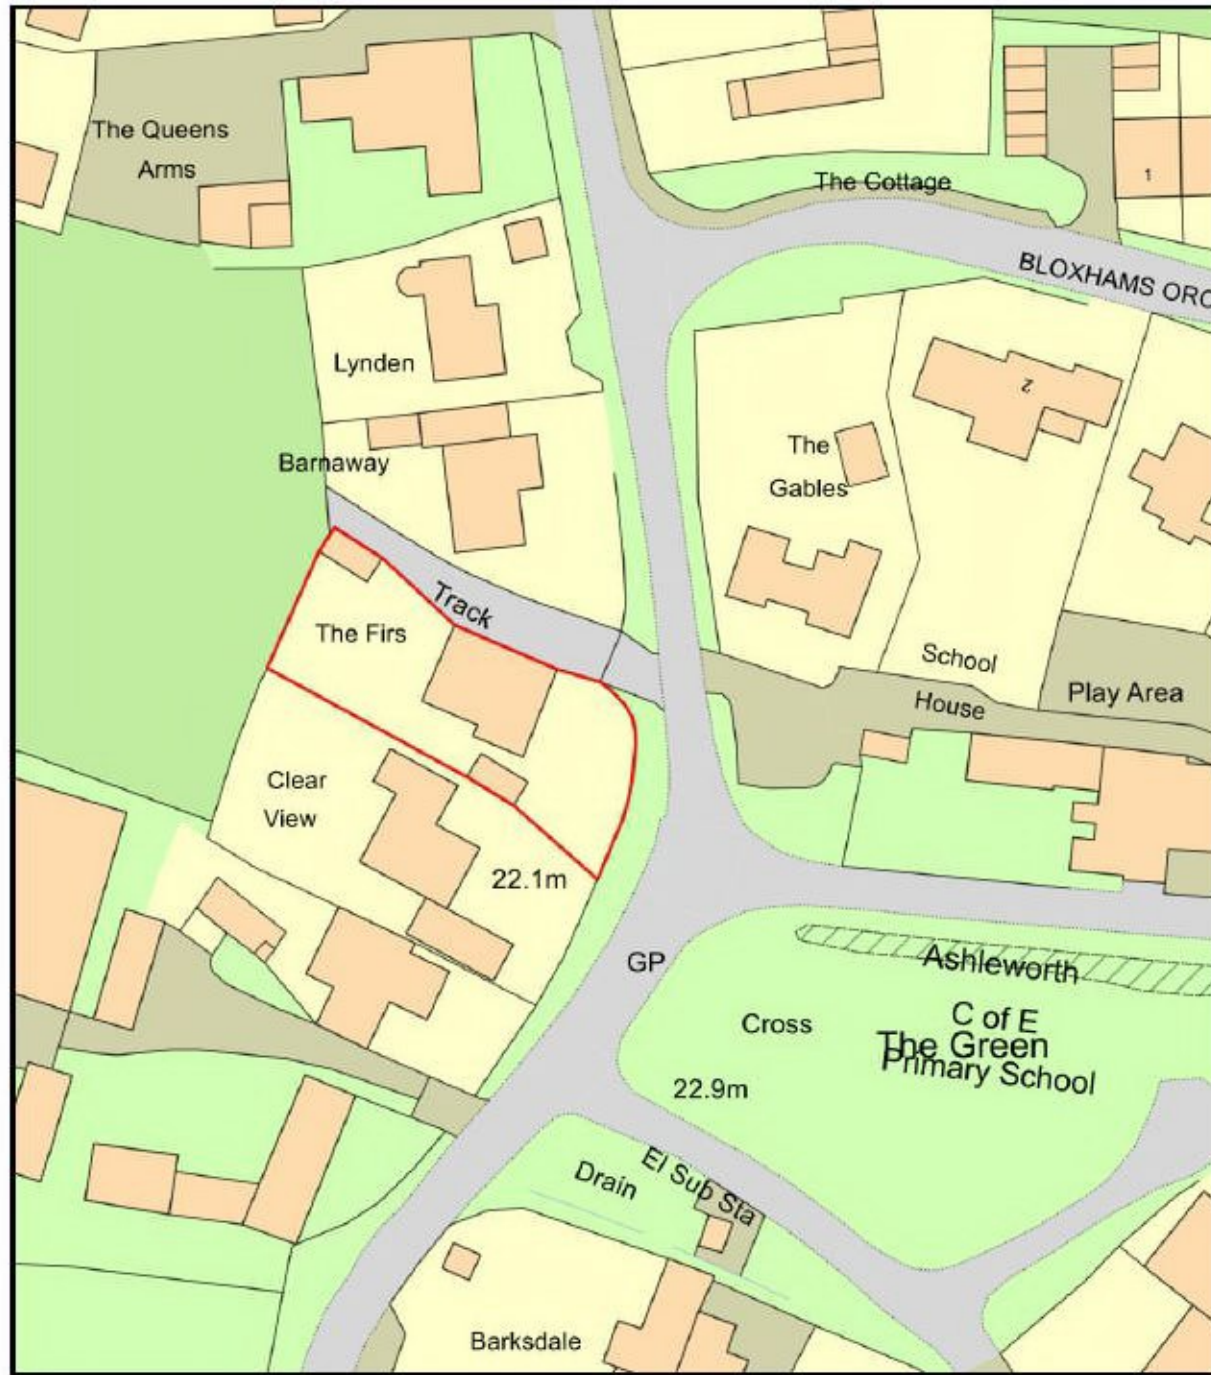 The Queens
Arms
The Cottage
1
BLOXHAMS ORC
Lynden
2
The
Gables
Barnaway
Track
The Firs
School
House
Play Area
Clear
View
22.1m
GP
Ashleworth
Cross
C of E
The Green
Primary School
22.9m
El Sub Sta
Drain
Barksdale